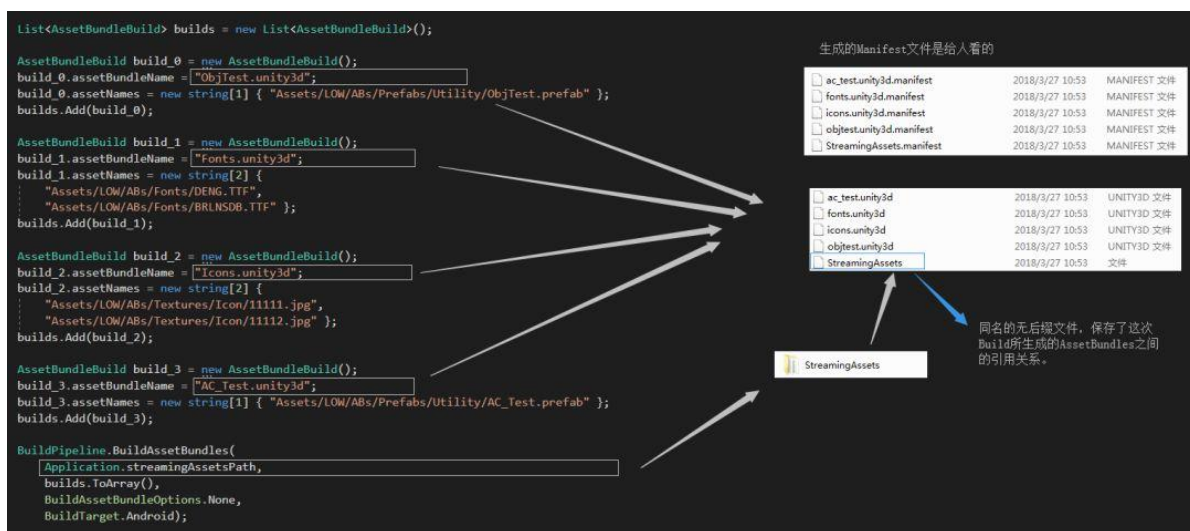 List<AssetBundleBuild> builds = new List<AssetBundleBuild>();
AssetBundleBuild build_0 = new AssetBundleBuild();
build_0.assetBundleName = "ObjTest.unity3d";
build_0.assetNames = new string[1] { "Assets/LOW/ABs/Prefabs/Utility/ObjTest.prefab" };
builds.Add(build_0);
AssetBundleBuild build_1 = new AssetBundleBuild();
build_1.assetBundleName = "Fonts.unity3d";
build_1.assetNames = new string[2] {
"Assets/LOW/ABs/Fonts/DENG.TTF",
"Assets/LOW/ABs/Fonts/BRLNSDB.TTF" };
builds.Add(build_1);
AssetBundleBuild build_2 = new AssetBundleBuild();
build_2.assetBundleName = "Icons.unity3d";
build_2.assetNames = new string[2] {
"Assets/LOW/ABs/Textures/Icon/11111.jpg",
"Assets/LOW/ABs/Textures/Icon/11112.jpg" };
builds.Add(build_2);
AssetBundleBuild build_3 = new AssetBundleBuild();
build_3.assetBundleName = "AC_Test.unity3d";
build_3.assetNames = new string[1] { "Assets/LOW/ABs/Prefabs/Utility/AC_Test.prefab" };
builds.Add(build_3);
BuildPipeline.BuildAssetBundles(
Application.streamingAssetsPath,
builds.ToArray(),
BuildAssetBundleOptions.None,
BuildTarget.Android);
生成的Manifest文件是给人看的
ac_test.unity3d.manifest 2018/3/27 10:53 MANIFEST 文件
fonts.unity3d.manifest 2018/3/27 10:53 MANIFEST 文件
icons.unity3d.manifest 2018/3/27 10:53 MANIFEST 文件
objtest.unity3d.manifest 2018/3/27 10:53 MANIFEST 文件
StreamingAssets.manifest 2018/3/27 10:53 MANIFEST 文件
ac_test.unity3d 2018/3/27 10:53 UNITY3D 文件
fonts.unity3d 2018/3/27 10:53 UNITY3D 文件
icons.unity3d 2018/3/27 10:53 UNITY3D 文件
objtest.unity3d 2018/3/27 10:53 UNITY3D 文件
StreamingAssets 2018/3/27 10:53 文件
同名的无后缀文件，保存了这次
Build所生成的AssetBundles之间
的引用关系。
StreamingAssets